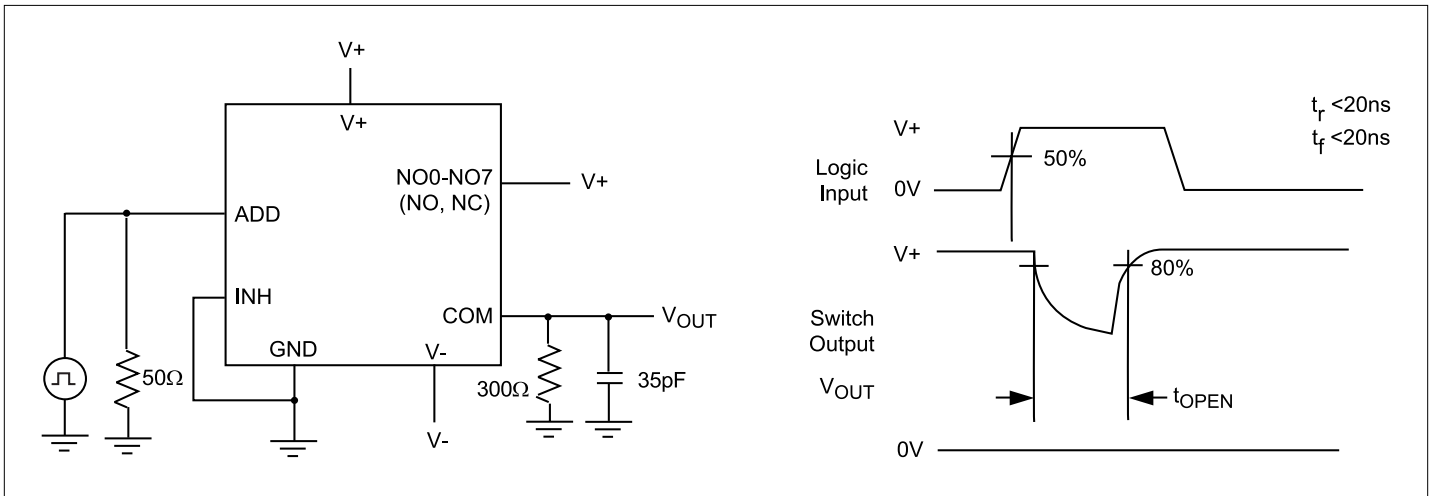 V+
V+
NO0-NO7
(NO, NC)
V+
ADD
INH
COM
VOUT
GND
V-
V-
50Ω
300Ω
35pF
tr <20ns
tf <20ns
V+
50%
Logic
Input
0V
V+
80%
Switch
Output
VOUT
tOPEN
0V